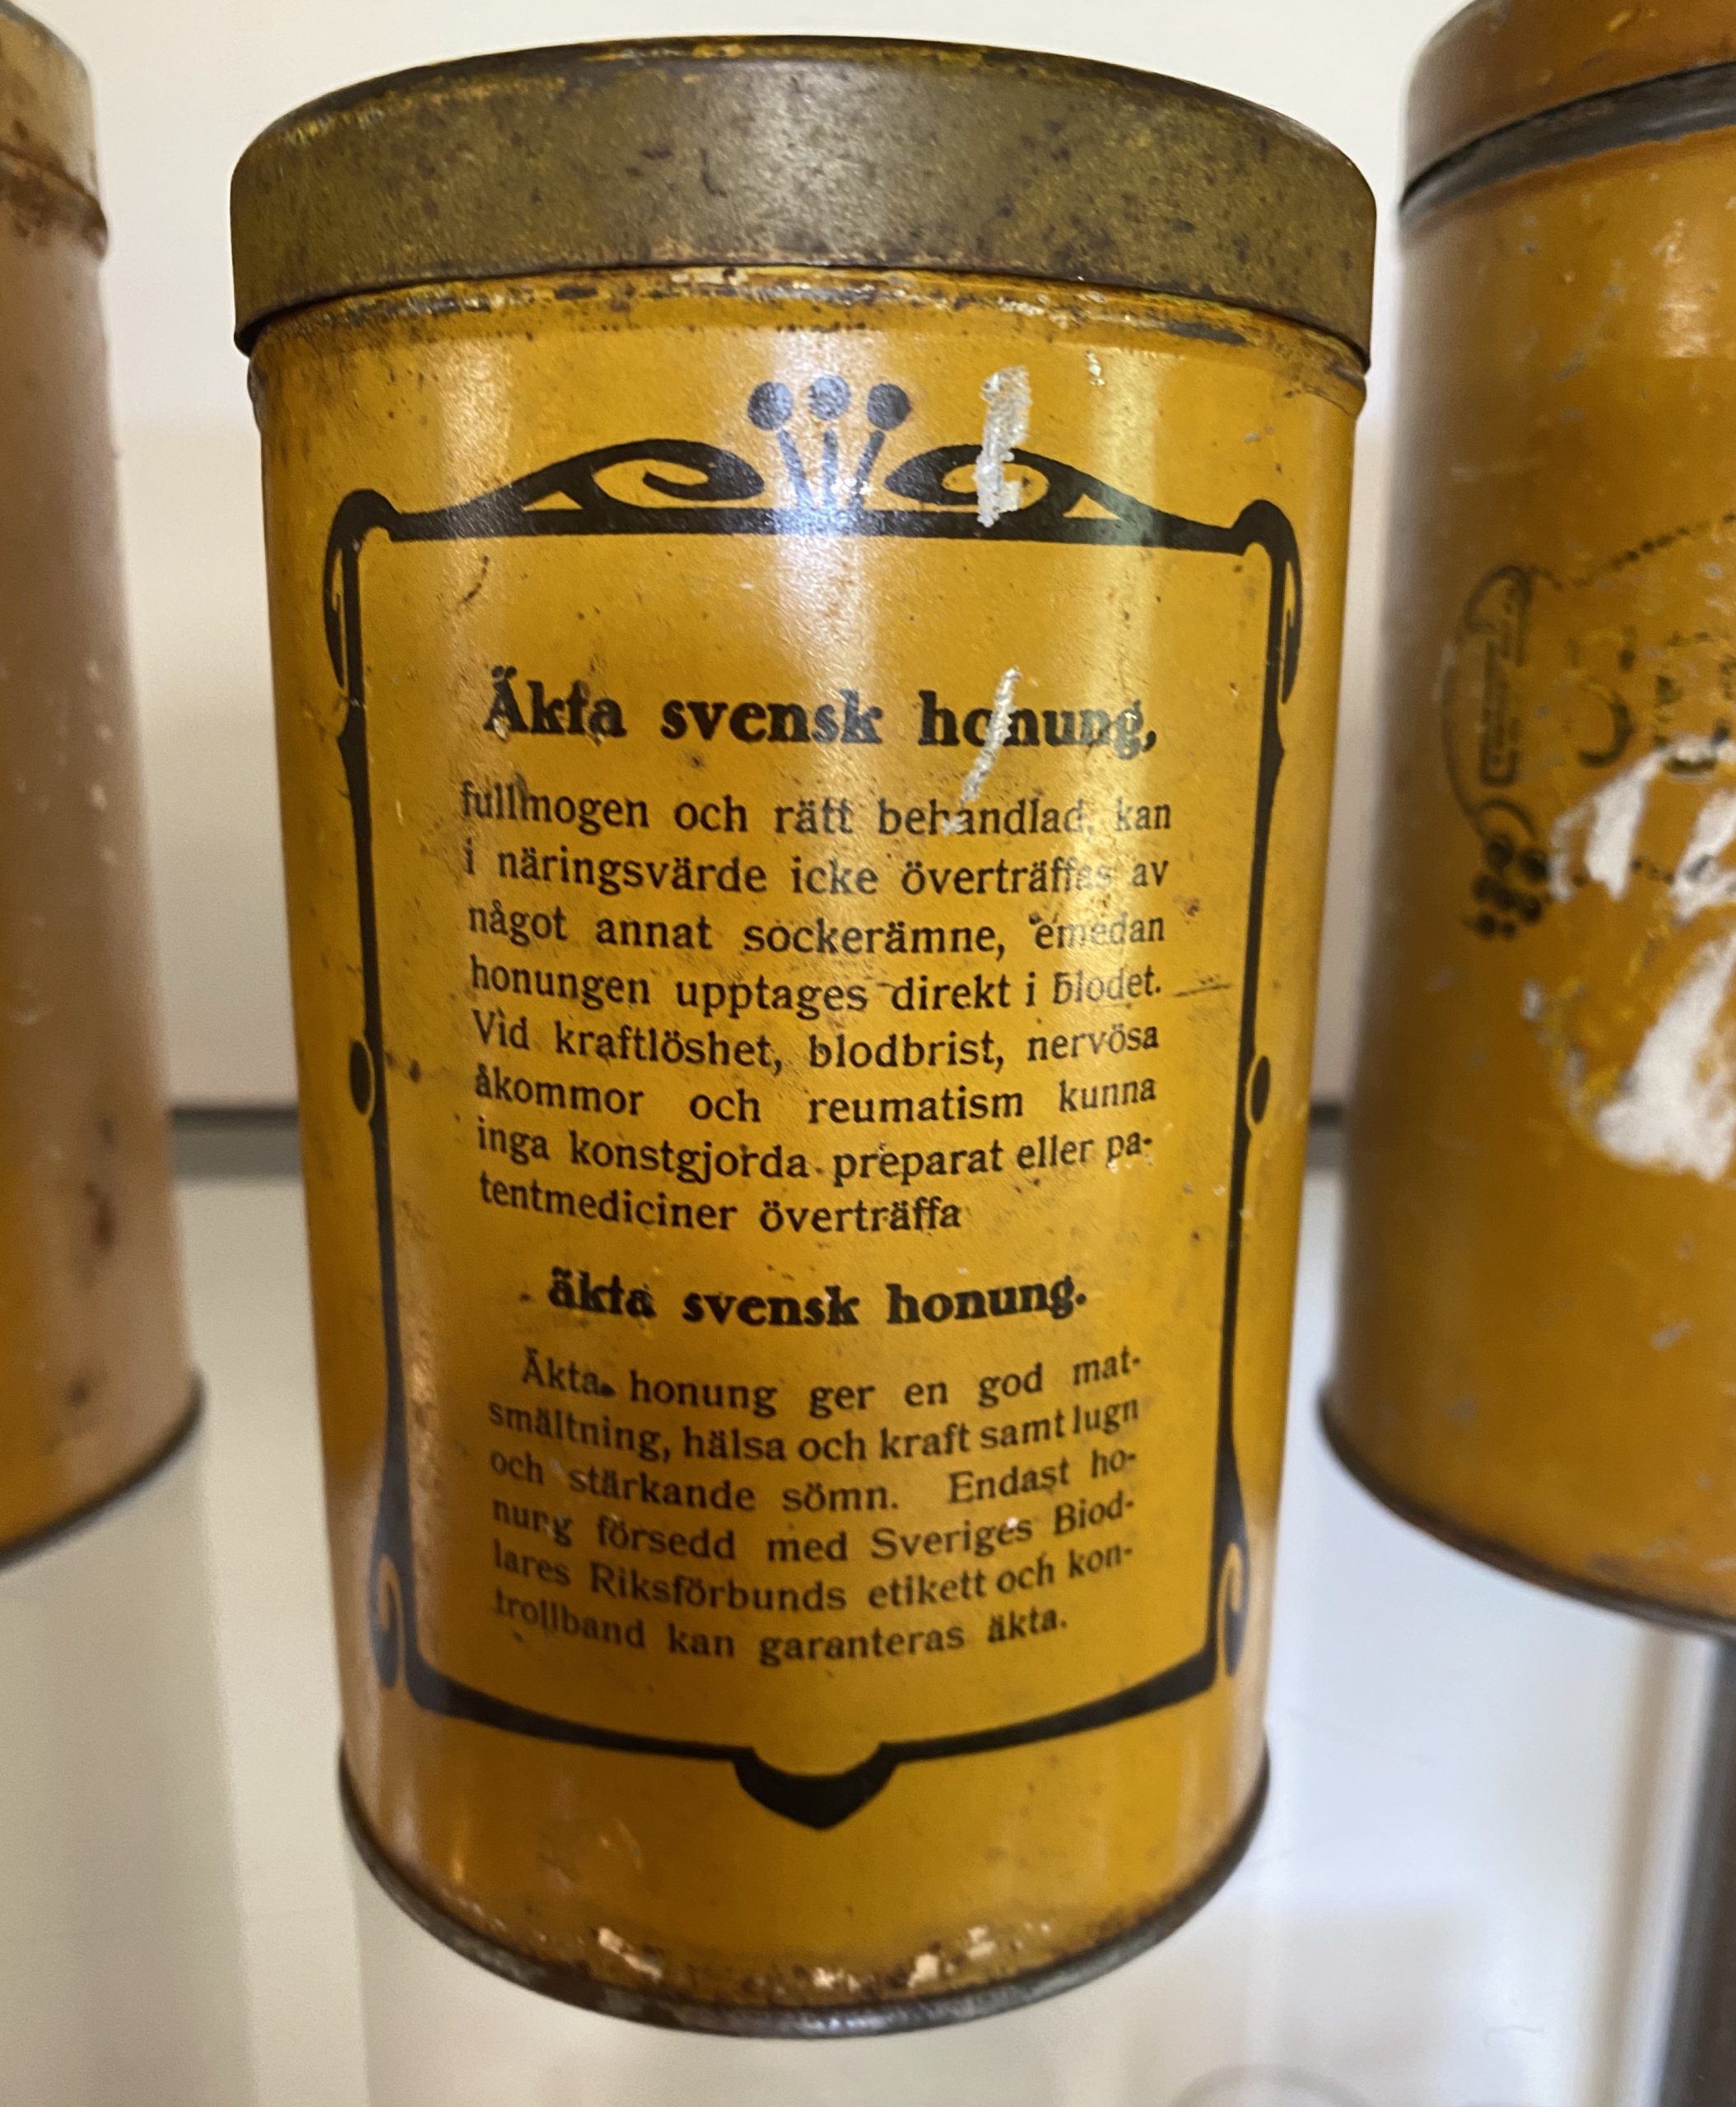 Äkta svensk honung,
fullmogen och rätt behandlad, kan
i näringsvärde icke överträffas av
något annat sockerämne, emedan
honungen upptages direkt i blodet.
Vid kraftlöshet, blodbrist, nervösa
åkommor och reumatism kunna
inga konstgjorda preparat eller pa-
tentmediciner överträffa
äkta svensk honung.
Äkta honung ger en god mat-
smältning, hälsa och kraft samt lugn
och stärkande sömn. Endast ho-
nung försedd med Sveriges Biod-
lares Riksförbunds etikett och kon-
trollband kan garanteras äkta.